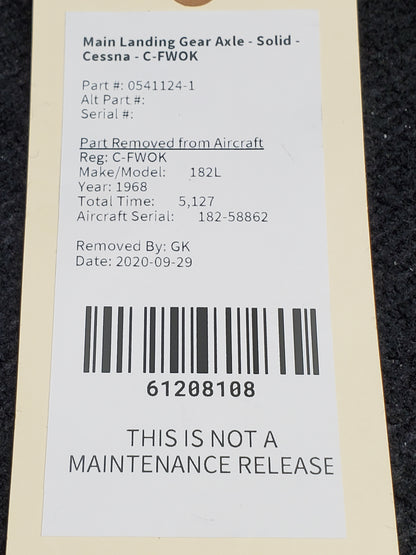 Main Landing Gear Axle - Solid -
Cessna - C-FWOK
Part #: 0541124-1
Alt Part #:
Serial #:
Part Removed from Aircraft
Reg: C-FWOK
Make/Model: 182L
Year: 1968
Total Time: 5,127
Aircraft Serial: 182-58862
Removed By: GK
Date: 2020-09-29
61208108
THIS IS NOT A
MAINTENANCE RELEASE